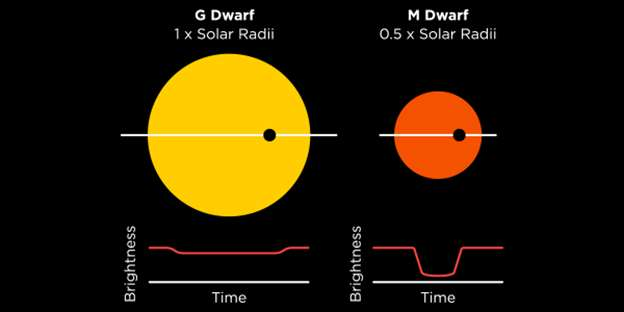 G Dwarf
1 x Solar Radii
M Dwarf
0.5 x Solar Radii
Brightness
Time
Brightness
Time